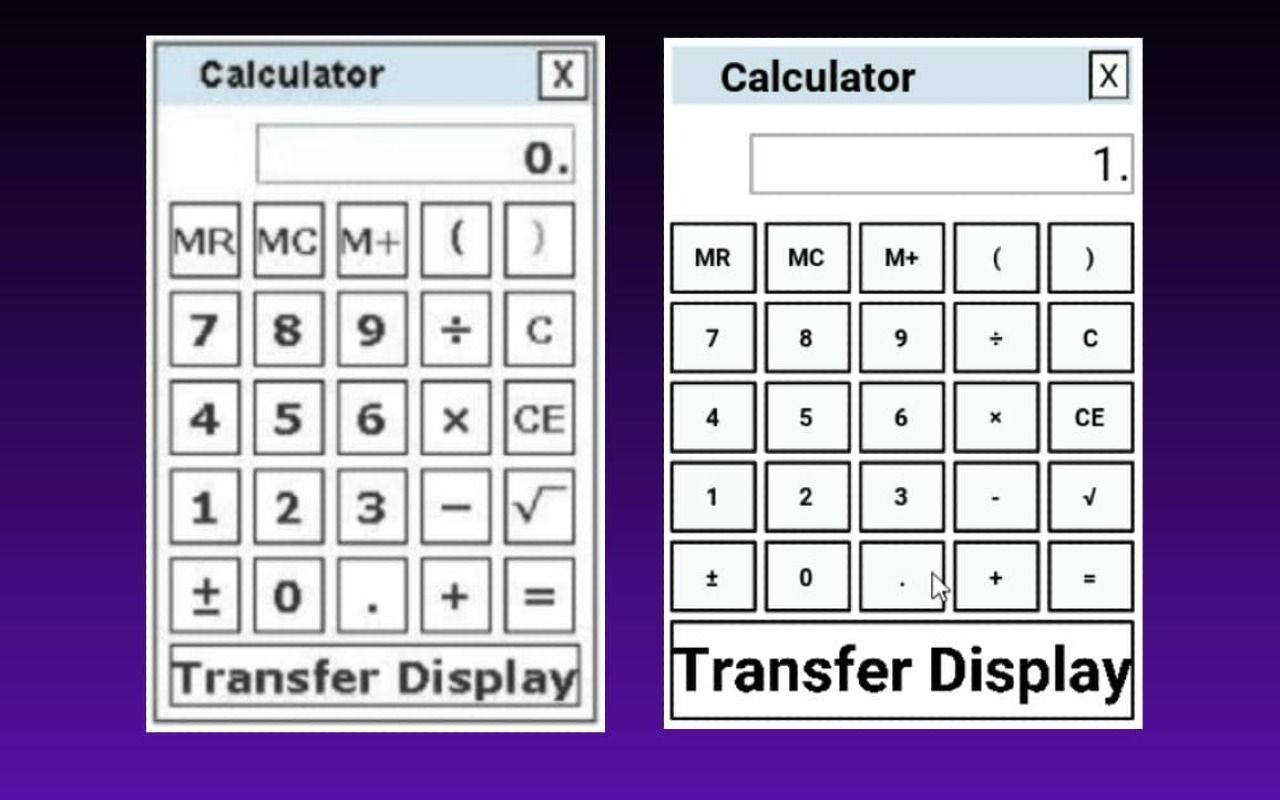 Calculator X
0.
MR MC M+ ( )
7 8 9 ÷ C
4 5 6 × CE
1 2 3 − √
± 0 . + =
Transfer Display
Calculator X
1.
MR MC M+ ( )
7 8 9 ÷ C
4 5 6 × CE
1 2 3 - √
± 0 . + =
Transfer Display